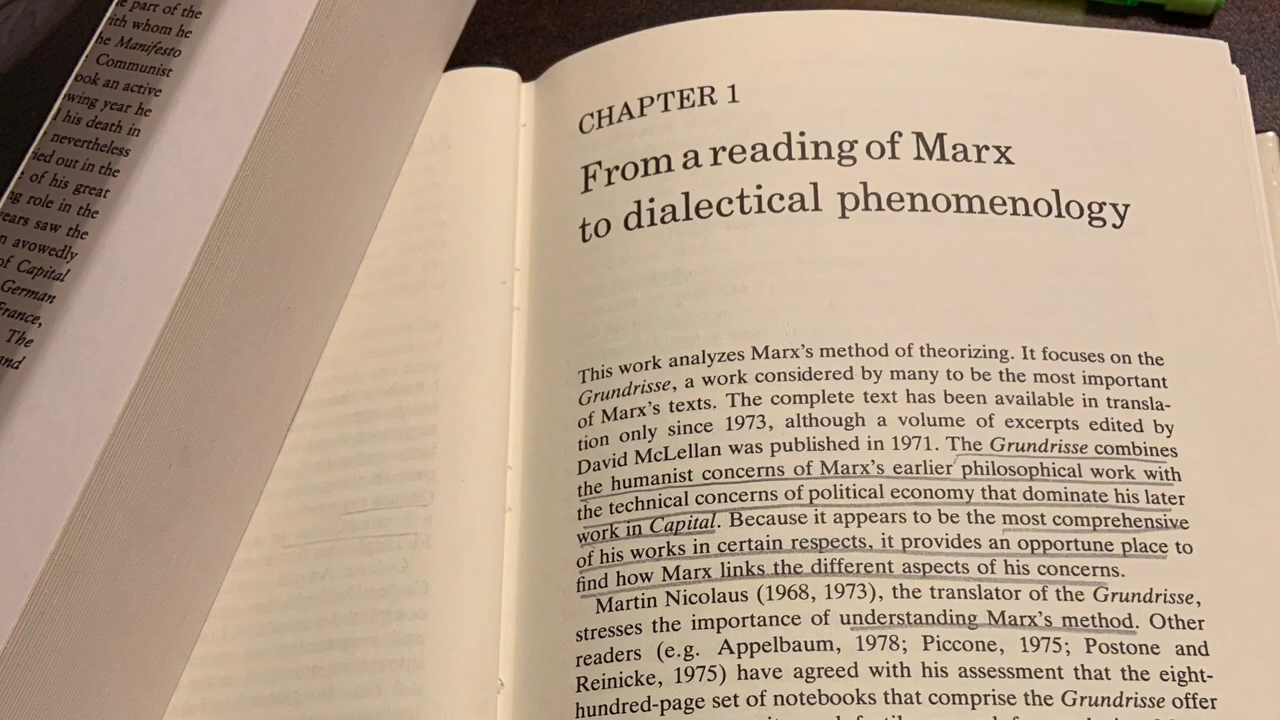 part of the
ith whom he
he Manifesto
Communist
ook an active
wing year he
his death in
nevertheless
ied out in the
of his great
ng role in the
ears saw the
n avowedly
of Capital
German
France,
The
and
CHAPTER 1
From a reading of Marx
to dialectical phenomenology
This work analyzes Marx's method of theorizing. It focuses on the
Grundrisse, a work considered by many to be the most important
of Marx's texts. The complete text has been available in transla-
tion only since 1973, although a volume of excerpts edited by
David McLellan was published in 1971. The Grundrisse combines
the humanist concerns of Marx's earlier philosophical work with
the technical concerns of political economy that dominate his later
work in Capital. Because it appears to be the most comprehensive
of his works in certain respects, it provides an opportune place to
find how Marx links the different aspects of his concerns.
Martin Nicolaus (1968, 1973), the translator of the Grundrisse,
stresses the importance of understanding Marx's method. Other
readers (e.g. Appelbaum, 1978; Piccone, 1975; Postone and
Reinicke, 1975) have agreed with his assessment that the eight-
hundred-page set of notebooks that comprise the Grundrisse offer